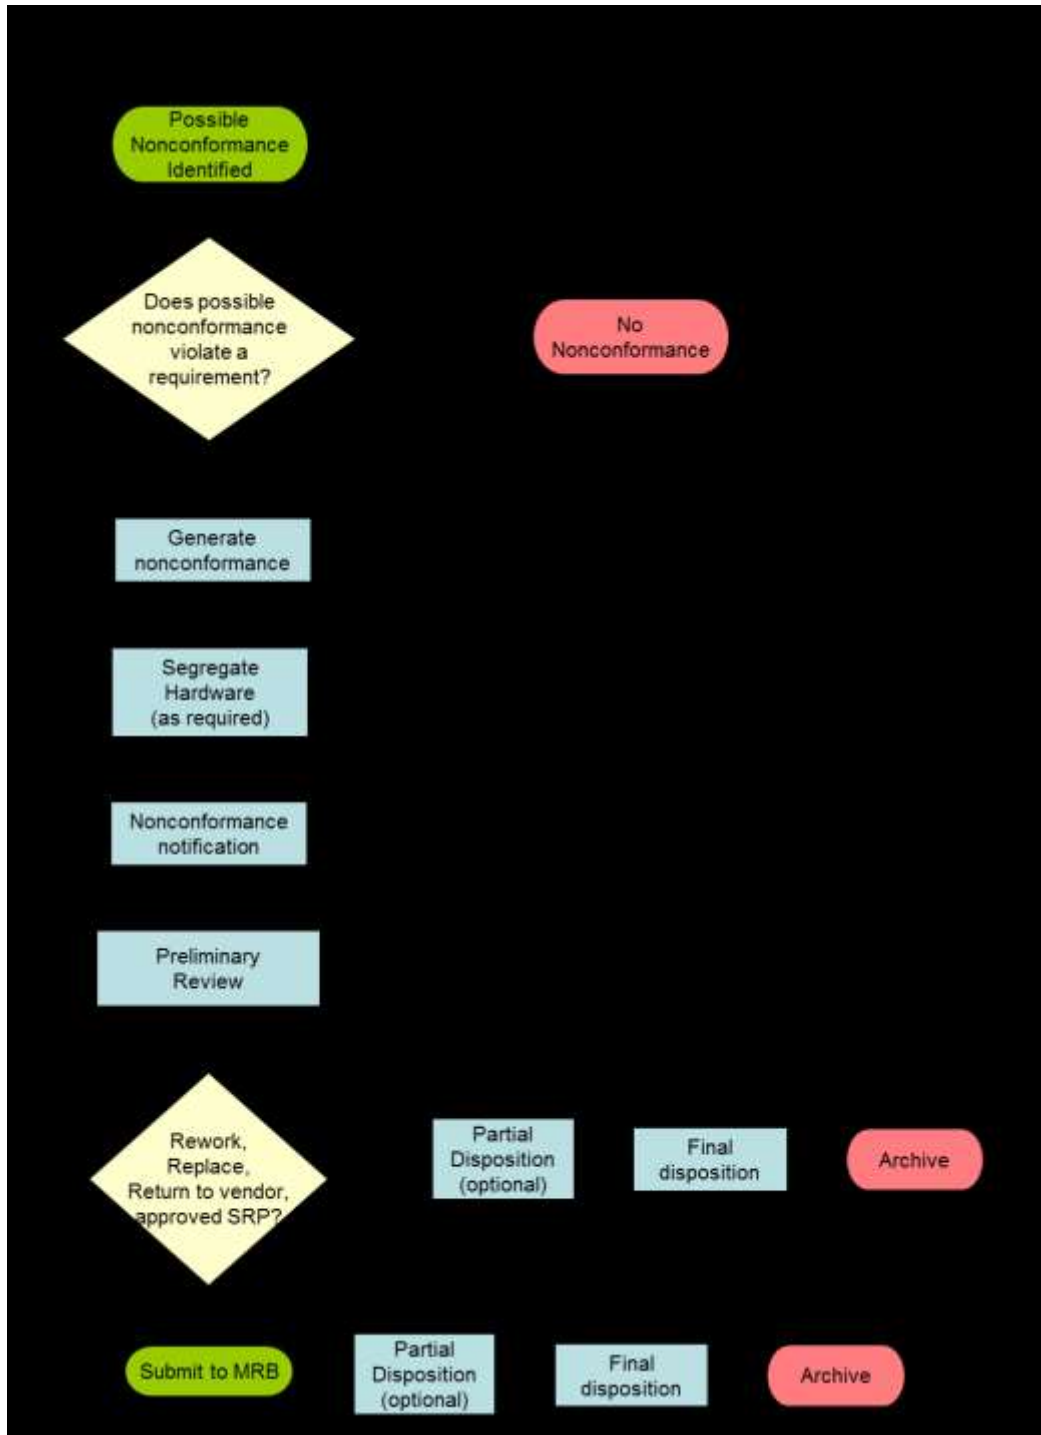 Possible
Nonconformance
Identified
Does possible
nonconformance
violate a
requirement?
No
Nonconformance
Generate
nonconformance
Segregate
Hardware
(as required)
Nonconformance
notification
Preliminary
Review
Rework,
Replace,
Return to vendor,
approved SRP?
Partial
Disposition
(optional)
Final
disposition
Archive
Submit to MRB
Partial
Disposition
(optional)
Final
disposition
Archive